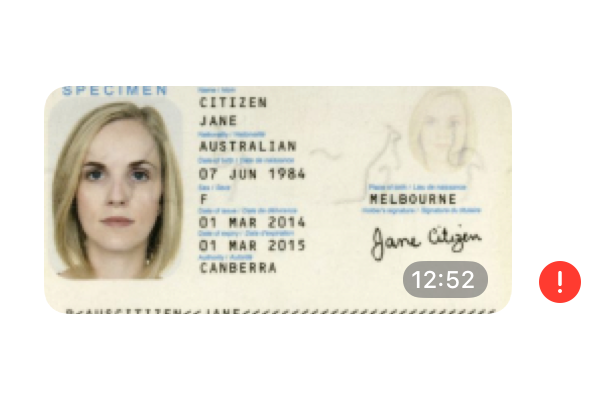 SPECIMEN
Name / Nom
CITIZEN
JANE
Nationality / Nationalité
AUSTRALIAN
Date of birth / Date de naissance
07 JUN 1984
Sex / Sexe
F
Place of birth / Lieu de naissance
MELBOURNE
Date of issue / Date de délivrance
01 MAR 2014
Holder's signature / Signature du titulaire
Jane Citizen
Date of expiry / Date d'expiration
01 MAR 2015
Authority / Autorité
CANBERRA
12:52
!